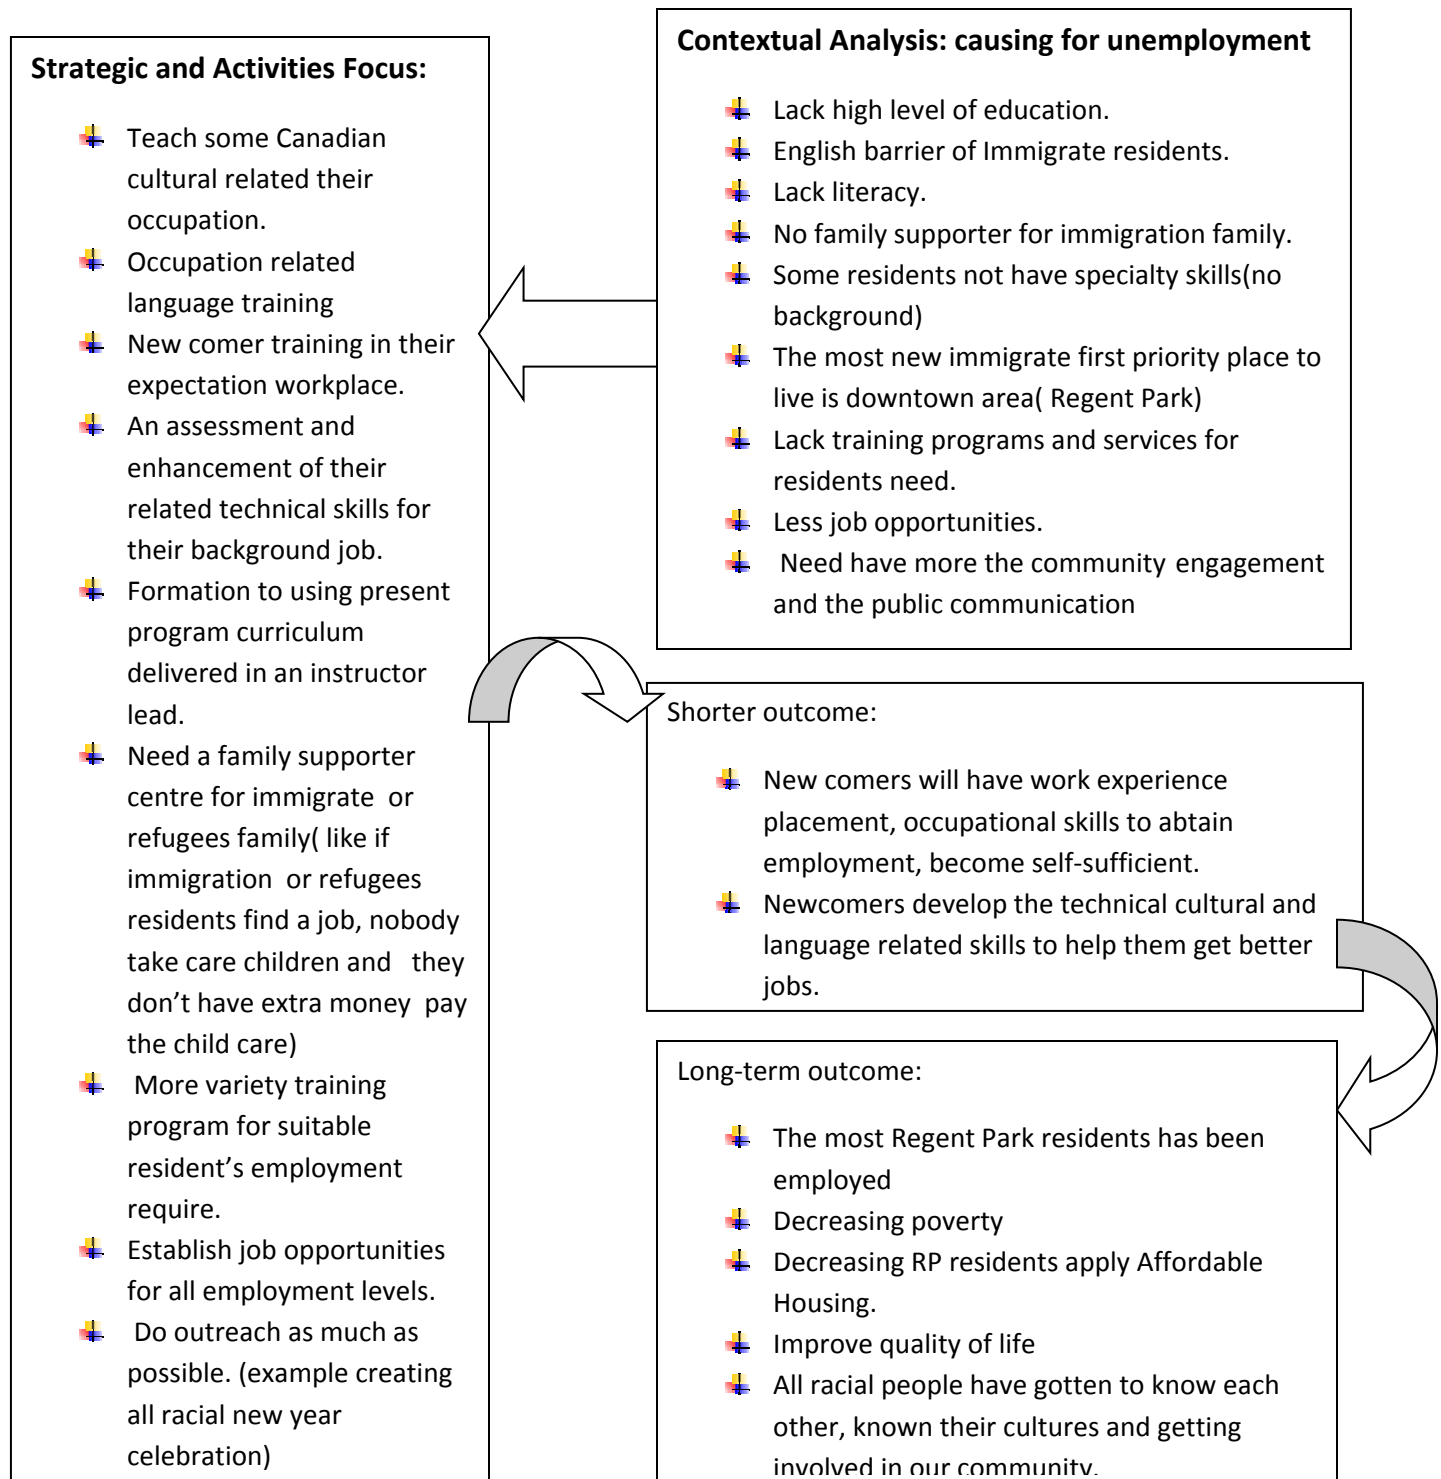 Contextual Analysis: causing for unemployment
Lack high level of education.
English barrier of Immigrate residents.
Lack literacy.
No family supporter for immigration family.
Some residents not have specialty skills(no
background)
The most new immigrate first priority place to
live is downtown area( Regent Park)
Lack training programs and services for
residents need.
Less job opportunities.
Need have more the community engagement
and the public communication
Strategic and Activities Focus:
Teach some Canadian
cultural related their
occupation.
Occupation related
language training
New comer training in their
expectation workplace.
An assessment and
enhancement of their
related technical skills for
their background job.
Formation to using present
program curriculum
delivered in an instructor
lead.
Need a family supporter
centre for immigrate or
refugees family( like if
immigration or refugees
residents find a job, nobody
take care children and they
don’t have extra money pay
the child care)
More variety training
program for suitable
resident’s employment
require.
Establish job opportunities
for all employment levels.
Do outreach as much as
possible. (example creating
all racial new year
celebration)
Shorter outcome:
New comers will have work experience
placement, occupational skills to abtain
employment, become self-sufficient.
Newcomers develop the technical cultural and
language related skills to help them get better
jobs.
Long-term outcome:
The most Regent Park residents has been
employed
Decreasing poverty
Decreasing RP residents apply Affordable
Housing.
Improve quality of life
All racial people have gotten to know each
other, known their cultures and getting
involved in our community.